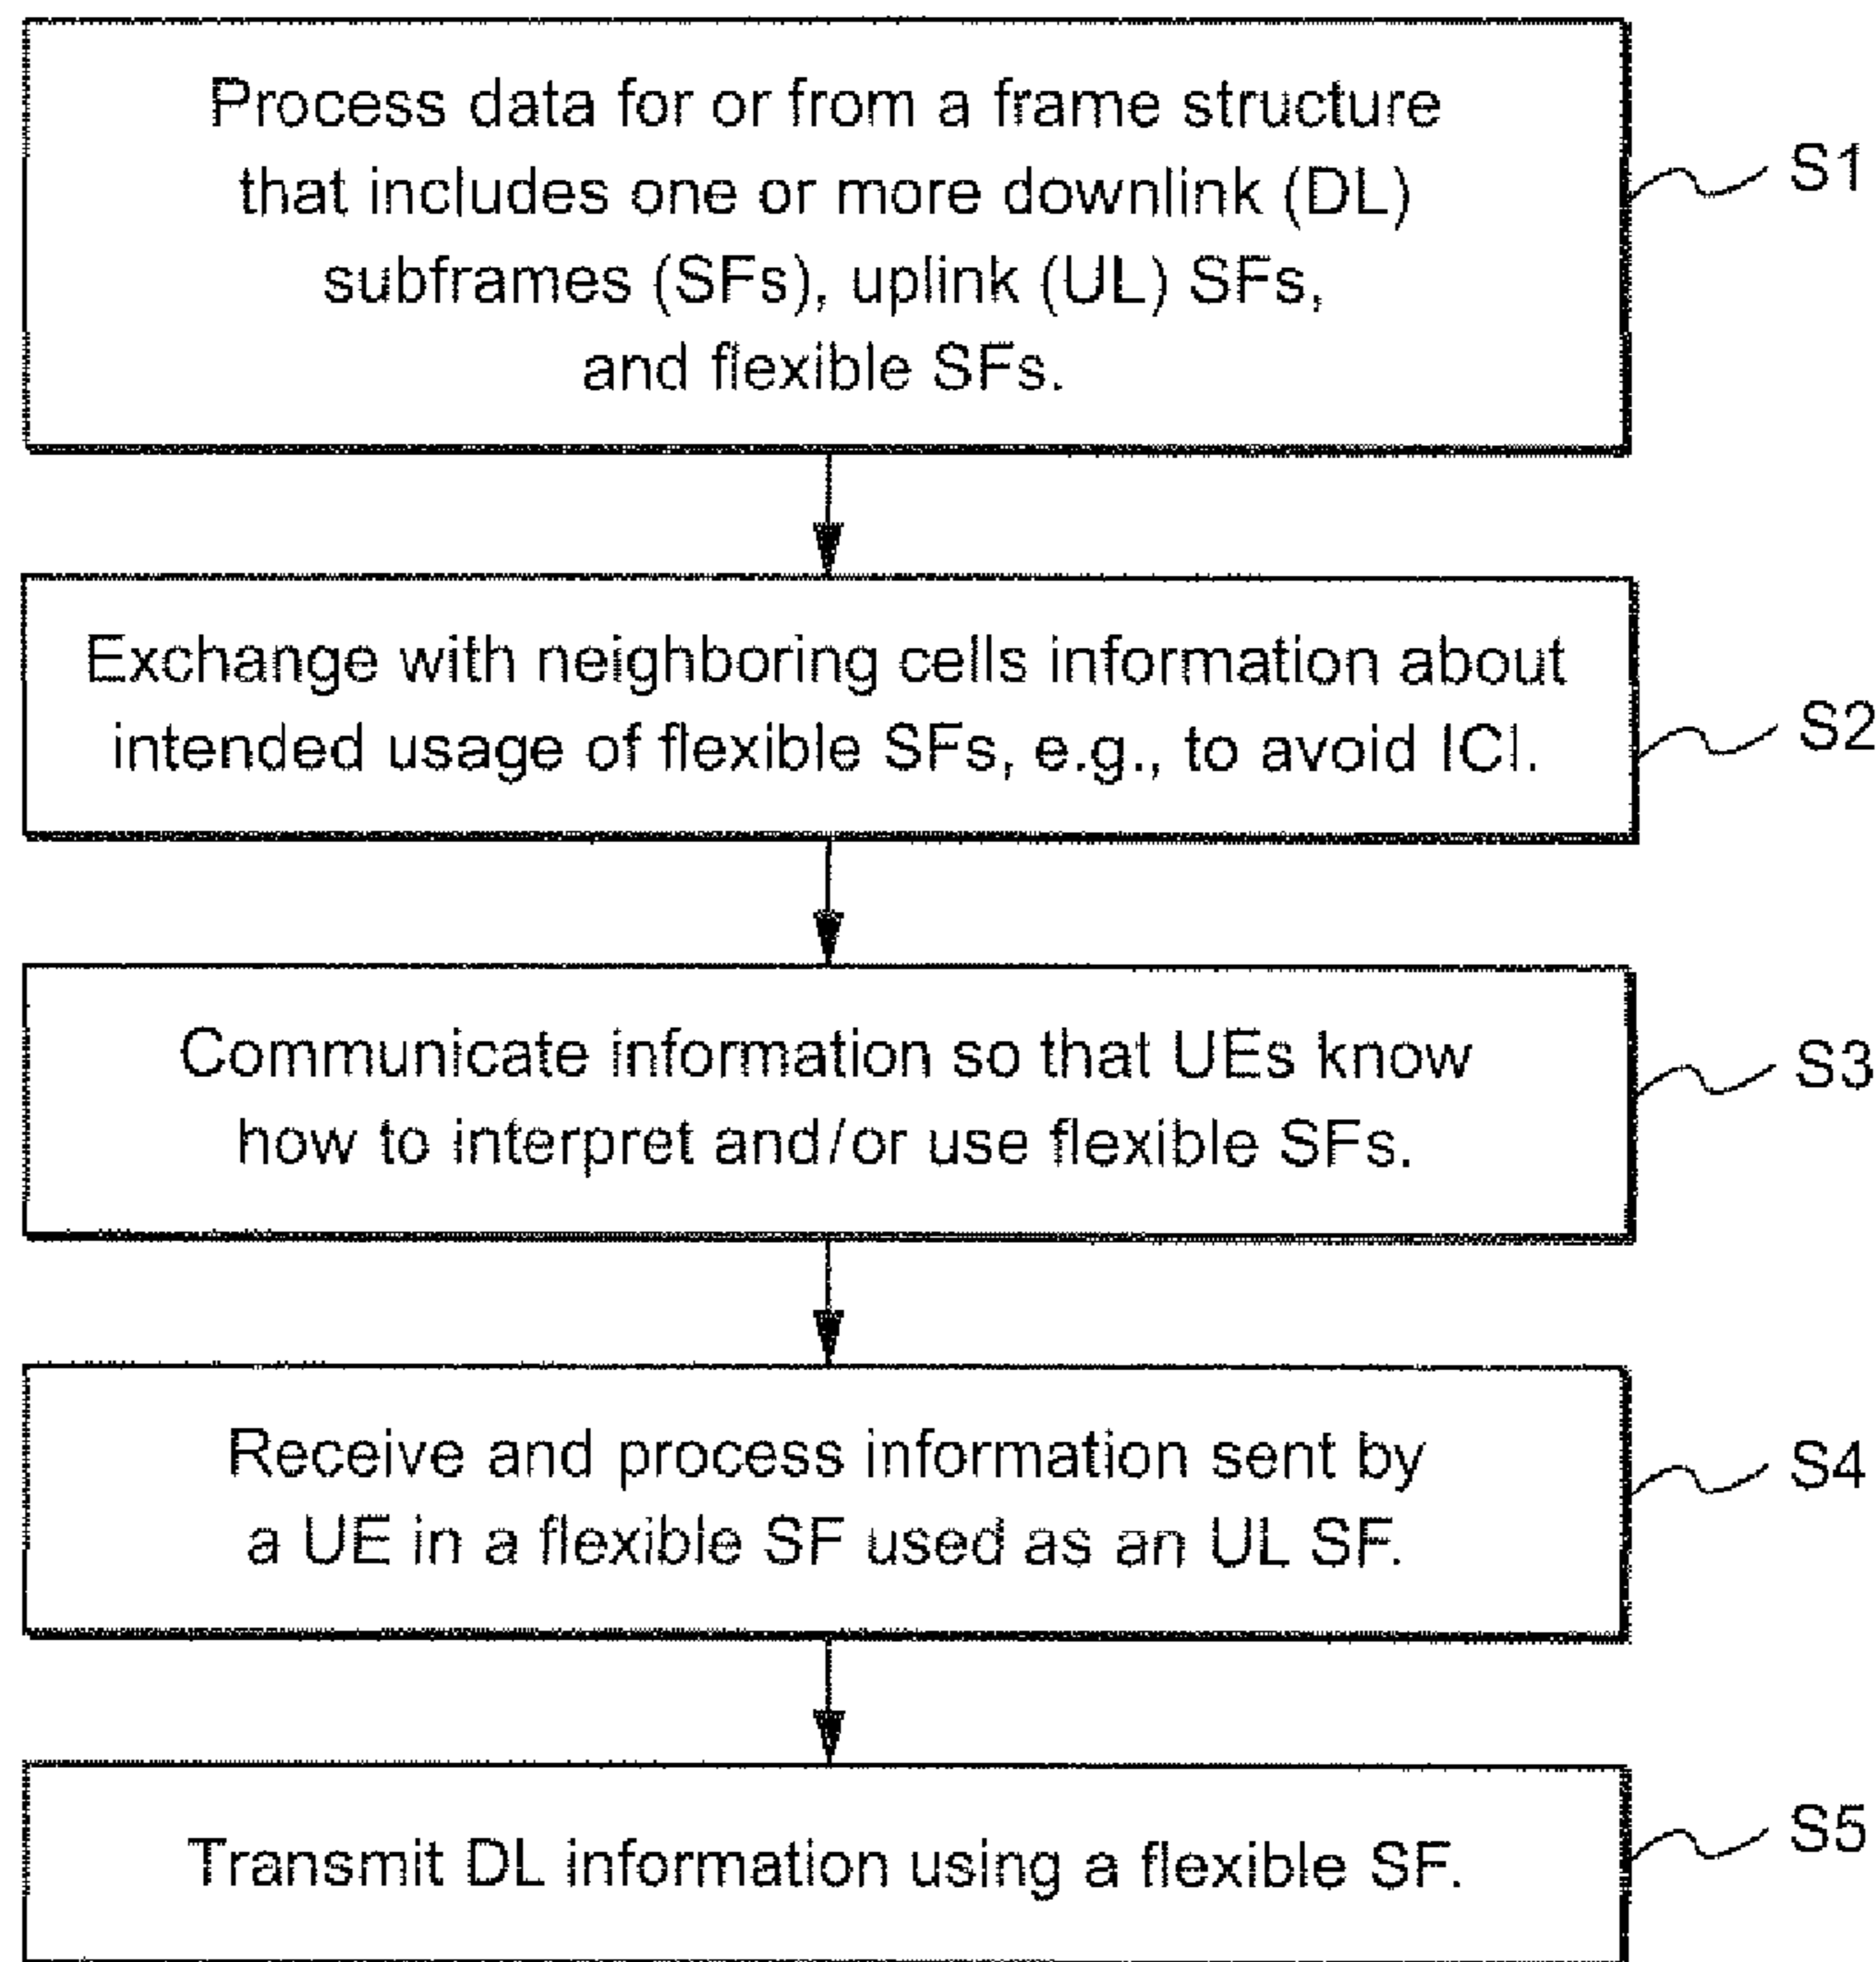 Process data for or from a frame structure
that includes one or more downlink (DL)
subframes (SFs), uplink (UL) SFs,
and flexible SFs.
S1
Exchange with neighboring cells information about
intended usage of flexible SFs, e.g., to avoid ICI.
S2
Communicate information so that UEs know
how to interpret and/or use flexible SFs.
S3
Receive and process information sent by
a UE in a flexible SF used as an UL SF.
S4
Transmit DL information using a flexible SF.
S5